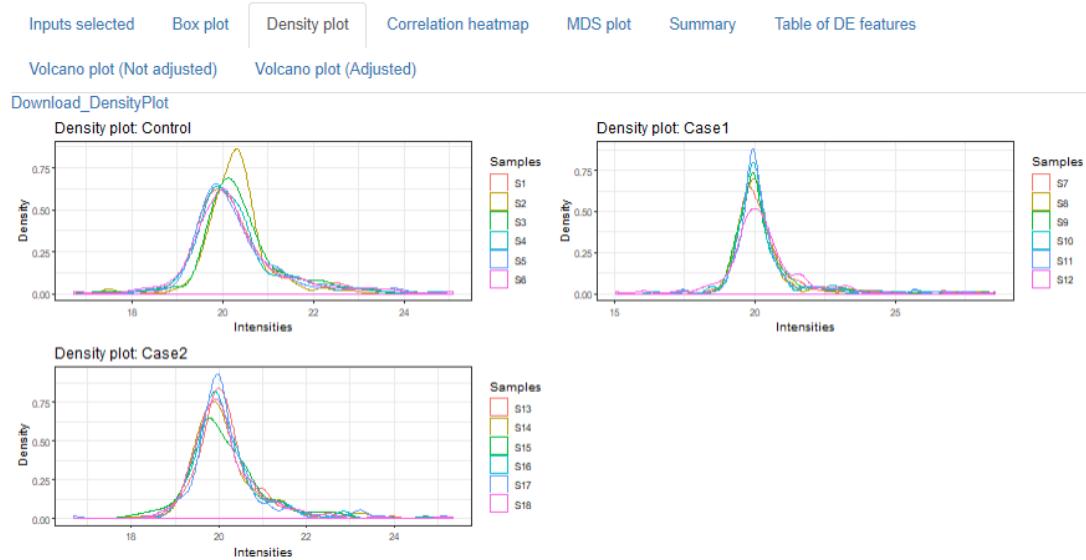 Inputs selected Box plot Density plot Correlation heatmap MDS plot Summary Table of DE features
Volcano plot (Not adjusted) Volcano plot (Adjusted)
Download_DensityPlot
Density plot: Control
0.75
0.50
0.25
0.00
Density
18 20 22 24
Intensities
Samples
S1
S2
S3
S4
S5
S6
Density plot: Case1
0.75
0.50
0.25
0.00
Density
15 20 25
Intensities
Samples
S7
S8
S9
S10
S11
S12
Density plot: Case2
0.75
0.50
0.25
0.00
Density
18 20 22 24
Intensities
Samples
S13
S14
S15
S16
S17
S18